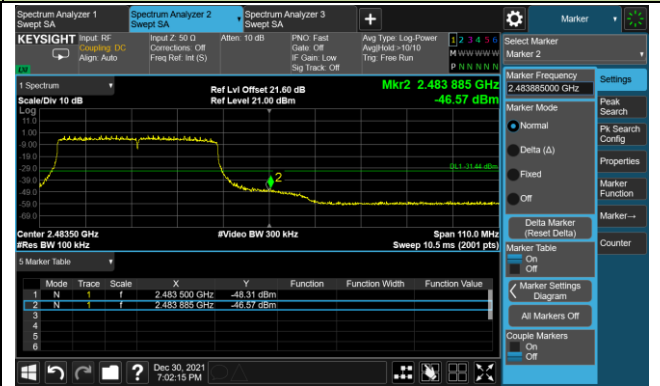 Spectrum Analyzer 1
Swept SA
Spectrum Analyzer 2
Swept SA
Spectrum Analyzer 3
Swept SA
+
Marker
KEYSIGHT
Input: RF
Coupling: DC
Align: Auto
Input Z: 50 Ω
Corrections: Off
Freq Ref: Int (S)
Atten: 10 dB
PNO: Fast
Gate: Off
IF Gain: Low
Sig Track: Off
Avg Type: Log-Power
Avg|Hold:>10/10
Trig: Free Run
1 2 3 4 5 6
M W W W W W
P N N N N N
Select Marker
Marker 2
1 Spectrum
Scale/Div 10 dB
Ref Lvl Offset 21.60 dB
Ref Level 21.00 dBm
Mkr2 2.483 885 GHz
-46.57 dBm
Log
11.0
1.00
-9.00
-19.0
-29.0
-39.0
-49.0
-59.0
-69.0
DL1 -31.44 dBm
2
Center 2.48350 GHz
#Res BW 100 kHz
#Video BW 300 kHz
Span 110.0 MHz
Sweep 10.5 ms (2001 pts)
5 Marker Table
Mode Trace Scale X Y Function Function Width Function Value
1 N 1 f 2.483 500 GHz -48.31 dBm
2 N 1 f 2.483 885 GHz -46.57 dBm
3
4
5
6
Marker Frequency
2.483885000 GHz
Marker Mode
Normal
Delta (Δ)
Fixed
Off
Delta Marker
(Reset Delta)
Marker Table
On
Off
Marker Settings
Diagram
All Markers Off
Couple Markers
On
Off
Settings
Peak
Search
Pk Search
Config
Properties
Marker
Function
Marker→
Counter
?
Dec 30, 2021
7:02:15 PM